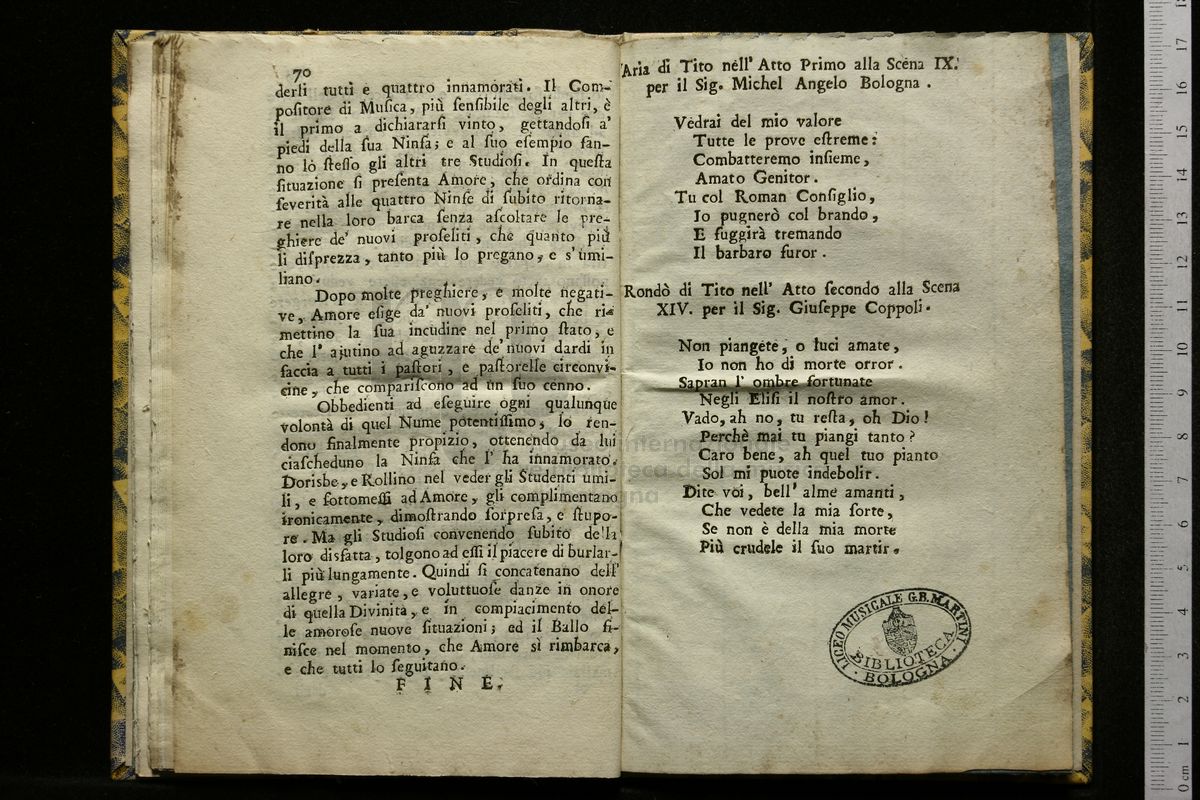 70
derli tutti e quattro innamorati. Il Com-
poſitore di Muſica, più ſenſibile degli altri, è
il primo a dichiararſi vinto, gettandoſi a'
piedi della ſua Ninfa; e al ſuo eſempio fan-
no lo ſteſſo gli altri tre Studioſi. In queſta
ſituazione ſi preſenta Amore, che ordina con
ſeverità alle quattro Ninfe di ſubito ritorna-
re nella loro barca ſenza aſcoltare le pre-
ghiere de' nuovi proſeliti, che quanto più
li diſprezza, tanto più lo pregano, e s' umi-
liano.
Dopo molte preghiere, e molte negati-
ve, Amore eſige da' nuovi proſeliti, che ri-
mettino la ſua incudine nel primo ſtato, e
che l' ajutino ad aguzzare de' nuovi dardi in
faccia a tutti i paſtori, e paſtorelle circonvi-
cine, che compariſcono ad un ſuo cenno.
Obbedienti ad eſeguire ogni qualunque
volontà di quel Nume potentiſſimo, lo ren-
dono finalmente propizio, ottenendo da lui
ciaſcheduno la Ninfa che l' ha innamorato.
Dorisbe, e Rollino nel veder gli Studenti umi-
li, e ſottomeſſi ad Amore, gli complimentano
ironicamente, dimoſtrando ſorpreſa, e ſtupo-
re. Ma gli Studioſi convenendo ſubito della
loro disfatta, tolgono ad eſſi il piacere di burlar-
li più lungamente. Quindi ſi concatenano dell'
allegre, variate, e voluttuoſe danze in onore
di quella Divinita, e in compiacimento del-
le amoroſe nuove ſituazioni; ed il Ballo fi-
niſce nel momento, che Amore sì rimbarca,
e che tutti lo ſeguitano.
F I N E.
Aria di Tito nell' Atto Primo alla Scena IX.
per il Sig. Michel Angelo Bologna.
Vedrai del mio valore
Tutte le prove eſtreme:
Combatteremo inſieme,
Amato Genitor.
Tu col Roman Conſiglio,
Io pugnerò col brando,
E fuggirà tremando
Il barbaro furor.
Rondò di Tito nell' Atto ſecondo alla Scena
XIV. per il Sig. Giuſeppe Coppoli.
Non piangete, o luci amate,
Io non ho di morte orror.
Sapran l' ombre fortunate
Negli Eliſi il noſtro amor.
Vado, ah no, tu reſta, oh Dio!
Perchè mai tu piangi tanto?
Caro bene, ah quel tuo pianto
Sol mi puote indebolir.
Dite voi, bell' alme amanti,
Che vedete la mia ſorte,
Se non è della mia morte
Più crudele il ſuo martir.
LICEO MUSICALE G.B. MARTINI
BIBLIOTECA
BOLOGNA